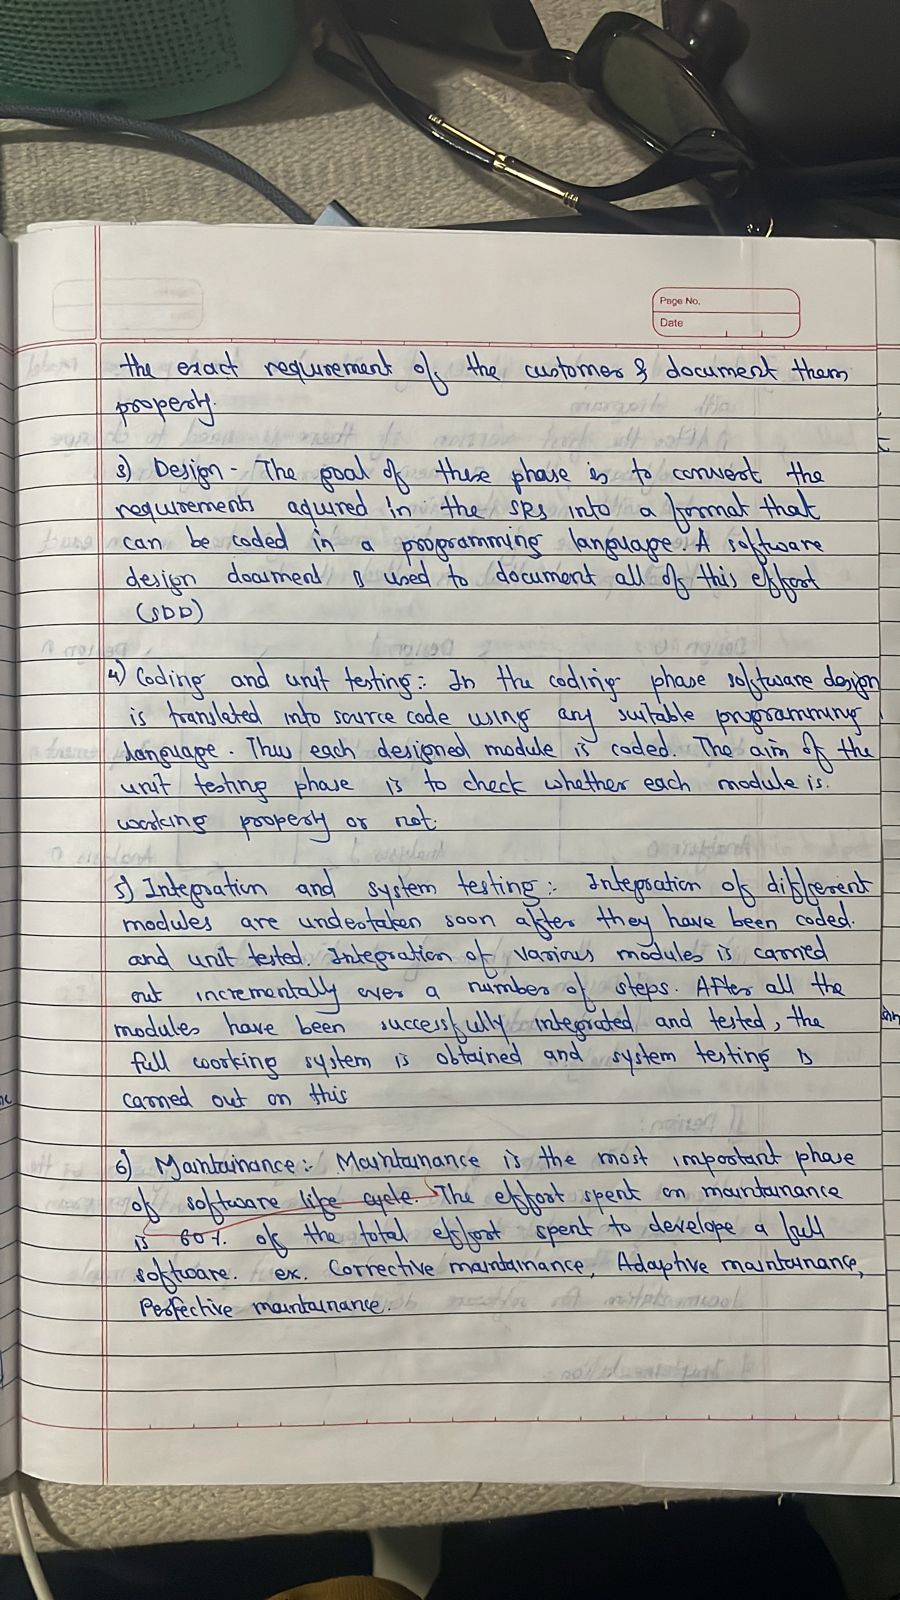 Page No.
Date
the exact requirement of the customer & document them
property.
3) Design - The goal of these phase is to convert the
requirements aquired in the SRS into a format that
can be coded in a programming language. A software
design document is used to document all of this effort
(SDD)
4) Coding and unit testing :- In the coding phase software design
is translated into source code using any suitable programming
language. Thus each designed module is coded. The aim of the
unit testing phase is to check whether each module is.
working property or not.
5) Integration and system testing :- Integration of different
modules are undertaken soon after they have been coded.
and unit tested. Integration of various modules is carried
out incrementally over a number of steps. After all the
modules have been successfully integrated and tested, the
full working system is obtained and system testing is
carried out on this
6) Maintainance :- Maintainance is the most important phase
of software life cycle. The effort spent on maintainance
is 60% of the total effort spent to develope a full
software. ex. Corrective maintainance, Adaptive maintainance,
Perfective maintainance.